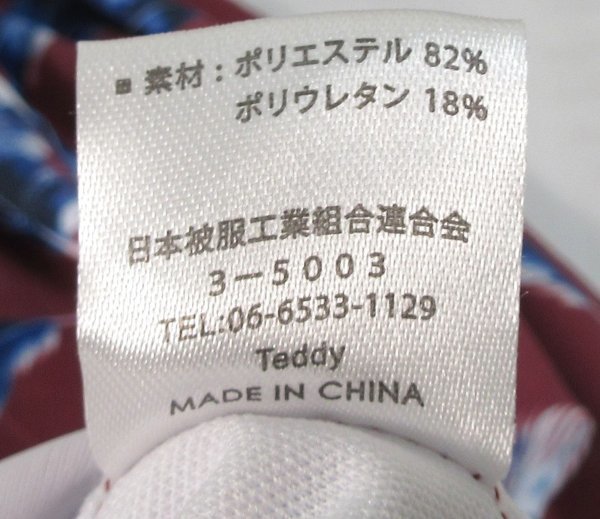 ■ 素材：ポリエステル 82%
ポリウレタン 18%
日本被服工業組合連合会
3－5003
TEL:06-6533-1129
Teddy
MADE IN CHINA